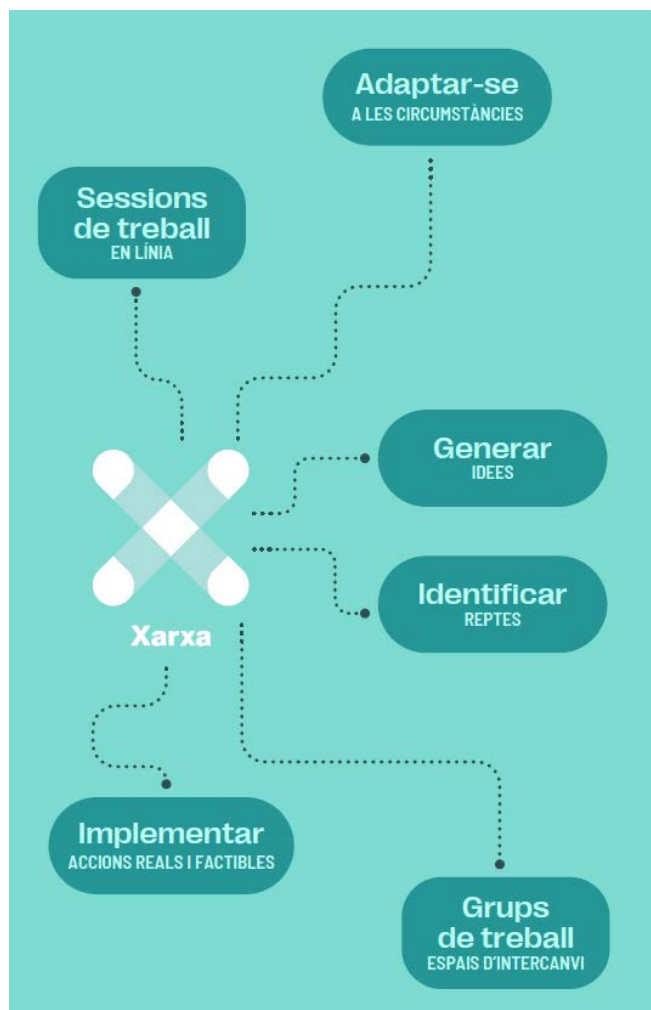 Adaptar-se
A LES CIRCUMSTÀNCIES
Sessions
de treball
EN LÍNIA
Generar
IDEES
Identificar
REPTES
Xarxa
Implementar
ACCIONS REALS I FACTIBLES
Grups
de treball
ESPAIS D'INTERCANVI